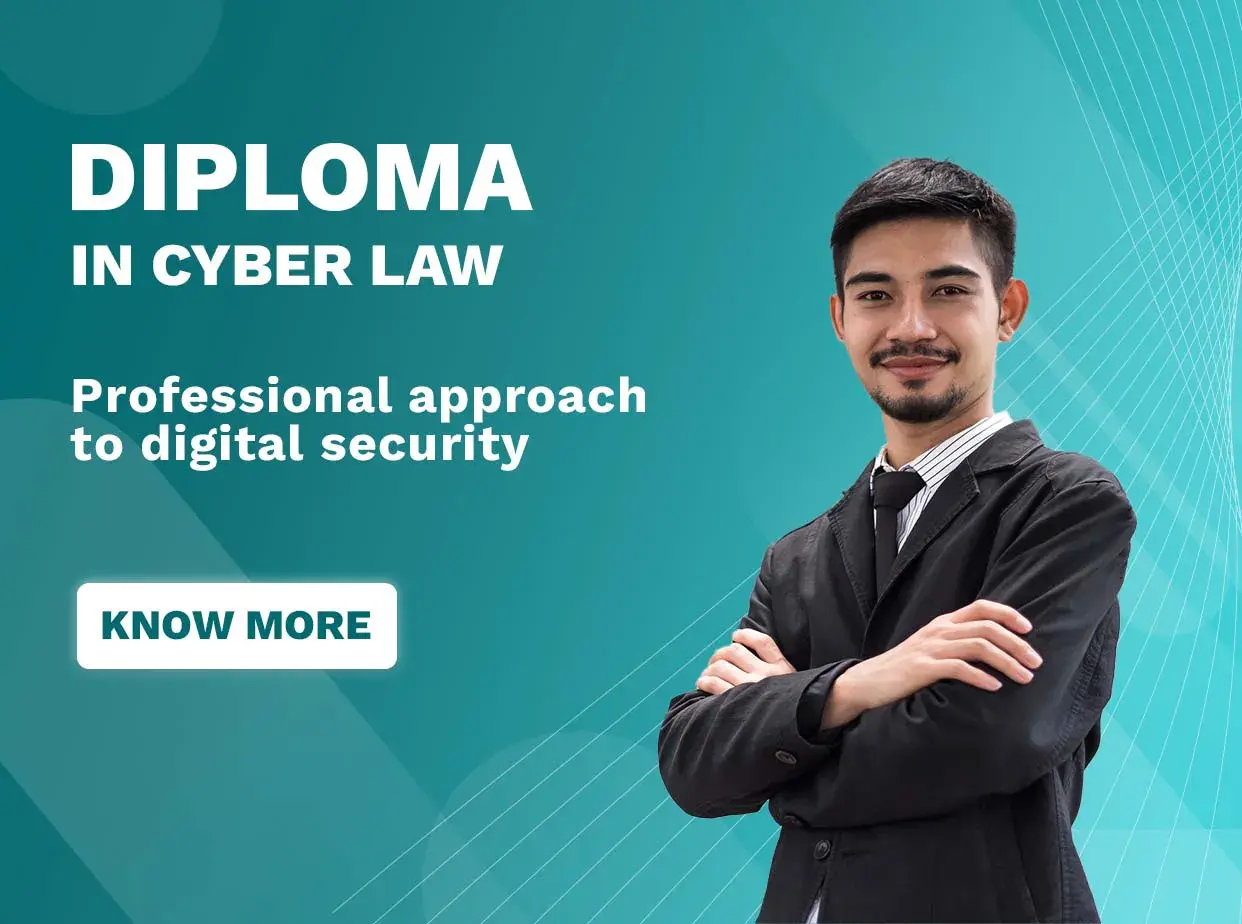 DIPLOMA
IN CYBER LAW
Professional approach
to digital security
KNOW MORE